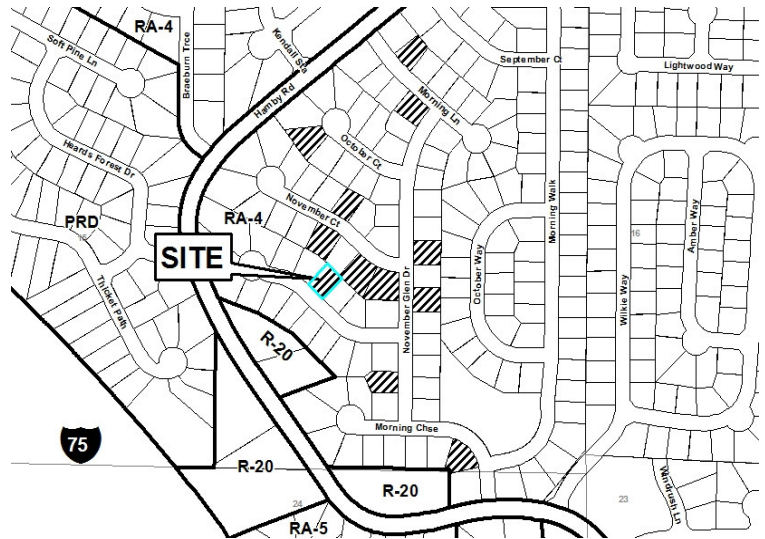 RA-4
Soft Pine Ln
Braeburn Trce
Kendall Sta
Hamby Rd
September Ct
Lightwood Way
Morning Ln
October Ct
Heards Forest Dr
November Ct
Morning Walk
RA-4
PRD
16
SITE
October Way
Amber Way
Wilkie Way
Thicket Path
November Glen Dr
R-20
Morning Chse
75
R-20
R-20
24
23
Windrush Ln
RA-5